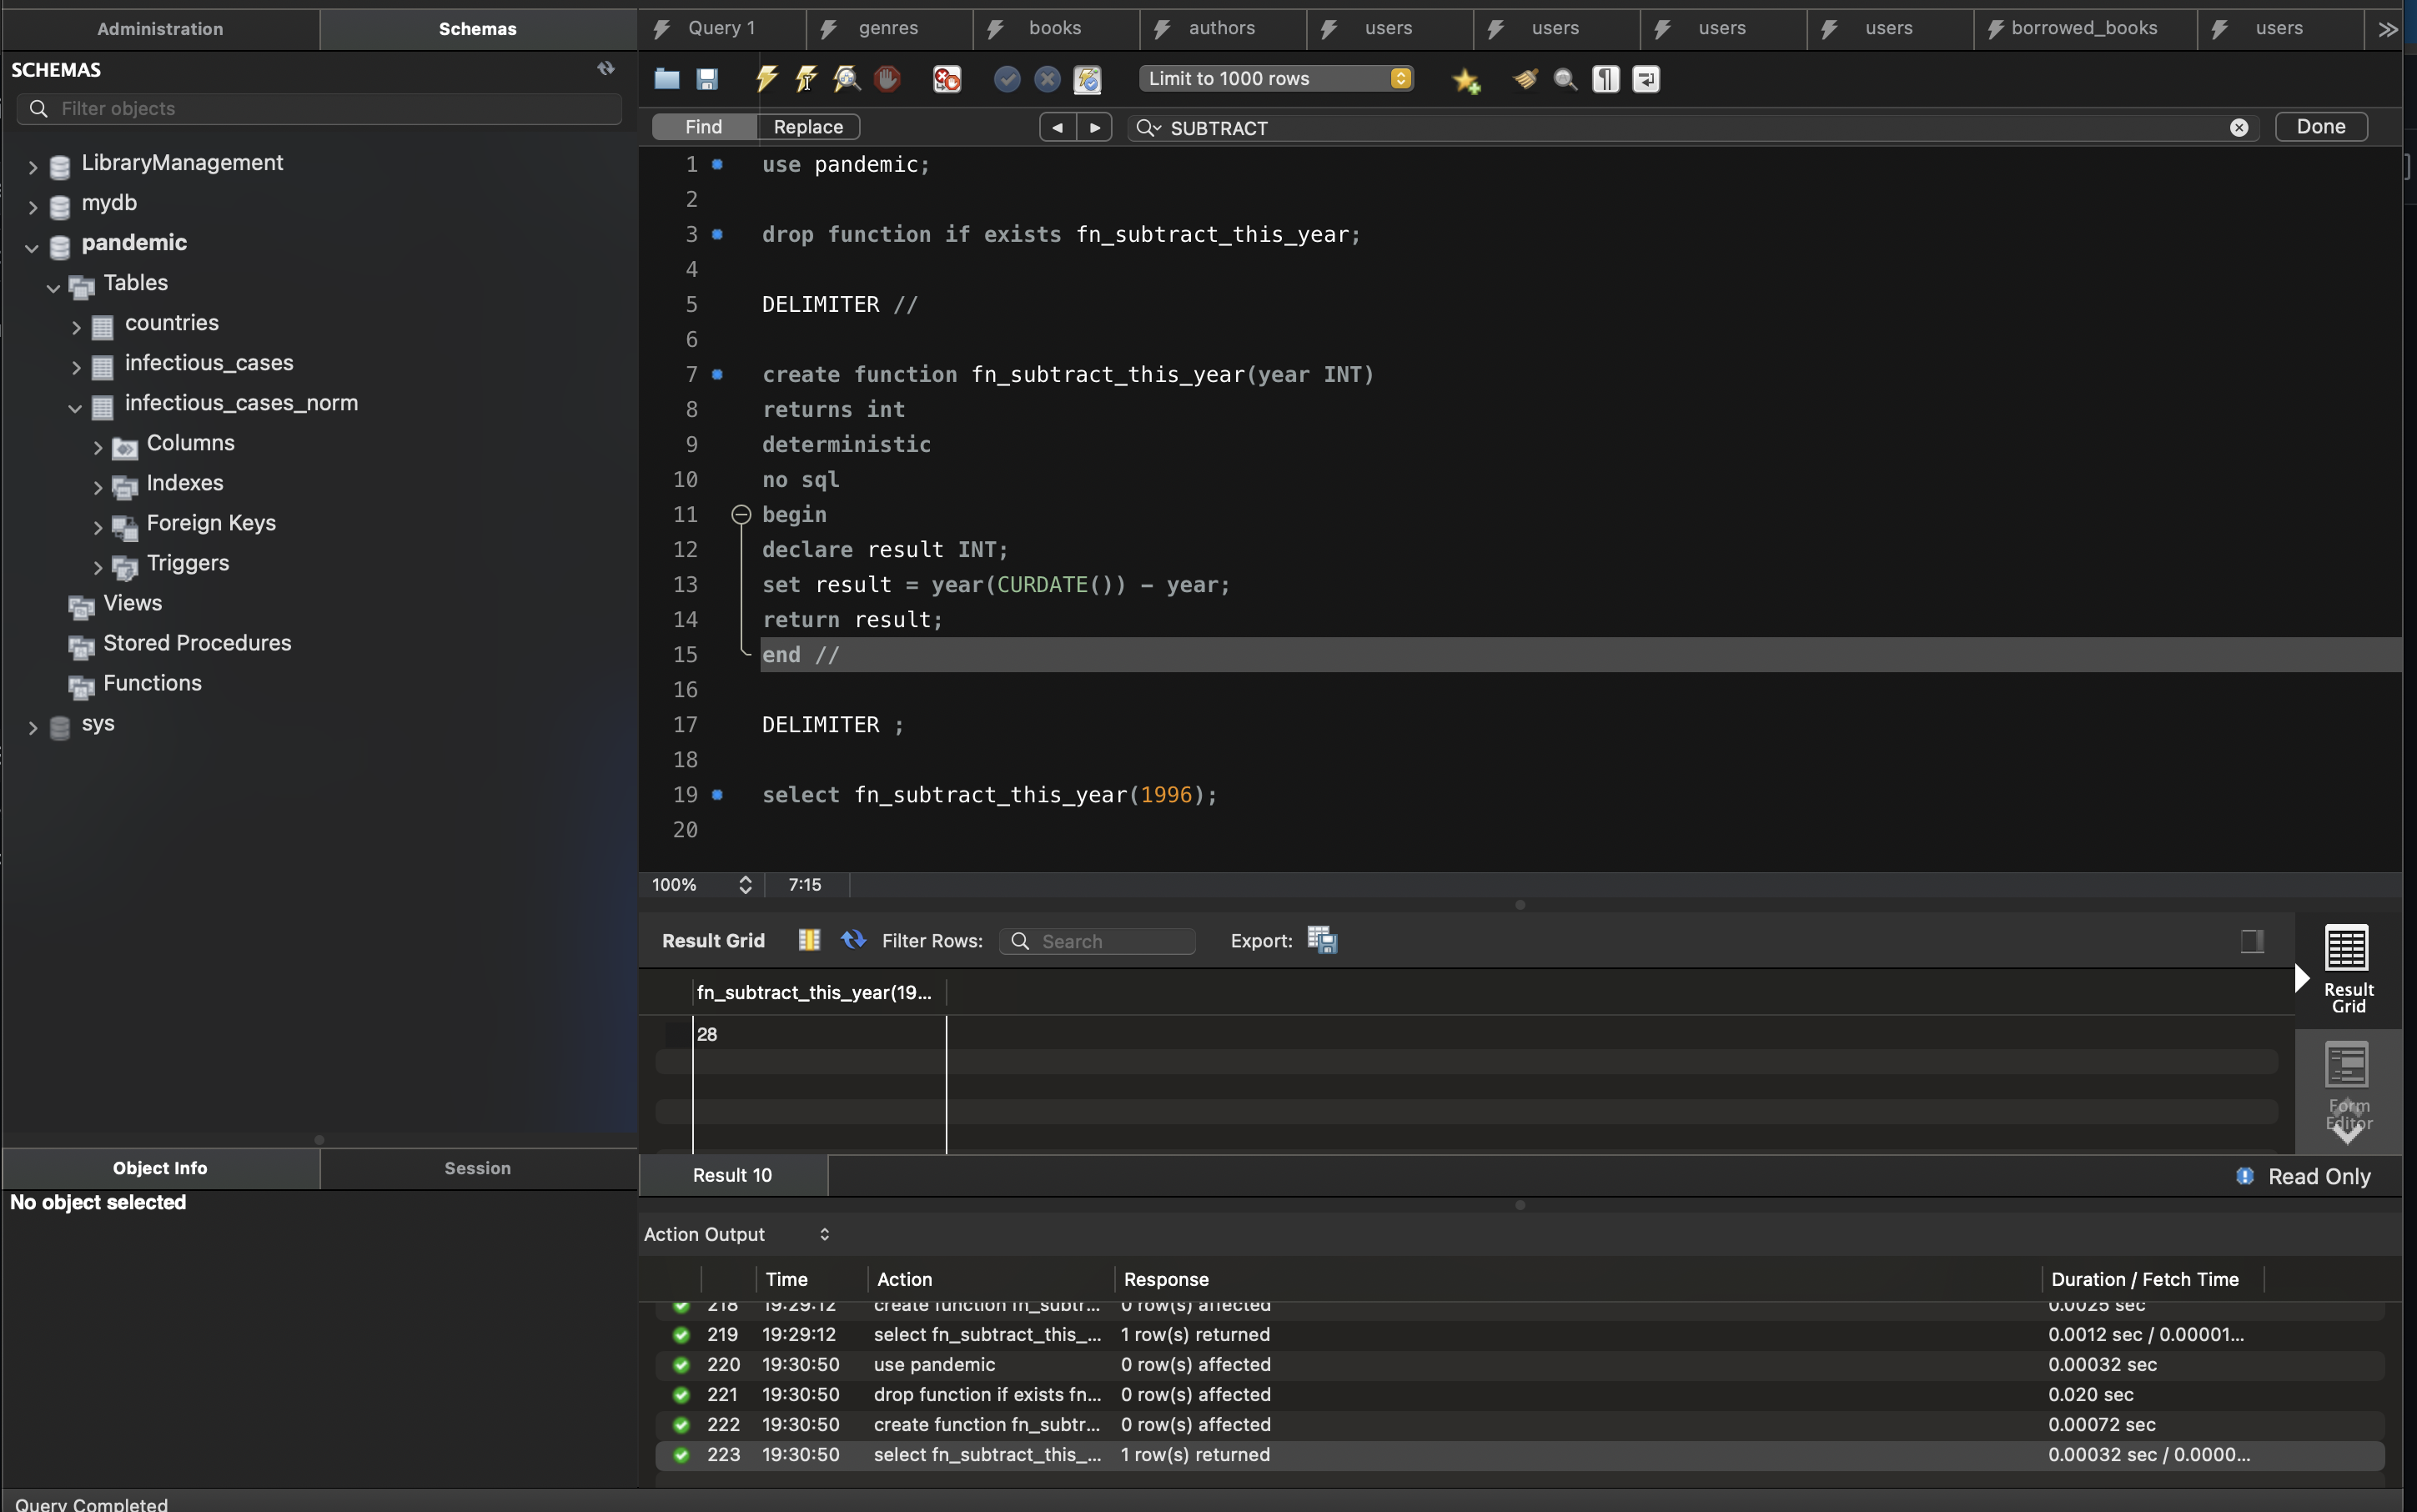 Administration
Schemas
SCHEMAS
Filter objects
LibraryManagement
mydb
pandemic
Tables
countries
infectious_cases
infectious_cases_norm
Columns
Indexes
Foreign Keys
Triggers
Views
Stored Procedures
Functions
sys
Object Info
Session
No object selected
Query Completed
Query 1
genres
books
authors
users
users
users
users
borrowed_books
users
Limit to 1000 rows
Find
Replace
SUBTRACT
Done
1 use pandemic;
2
3 drop function if exists fn_subtract_this_year;
4
5 DELIMITER //
6
7 create function fn_subtract_this_year(year INT)
8 returns int
9 deterministic
10 no sql
11 begin
12 declare result INT;
13 set result = year(CURDATE()) - year;
14 return result;
15 end //
16
17 DELIMITER ;
18
19 select fn_subtract_this_year(1996);
20
100%
7:15
Result Grid
Filter Rows:
Search
Export:
fn_subtract_this_year(19...
28
Result
Grid
Form
Editor
Result 10
Read Only
Action Output
Time Action Response Duration / Fetch Time
218 19:29:12 create function fn_subtr... 0 row(s) affected 0.0025 sec
219 19:29:12 select fn_subtract_this_... 1 row(s) returned 0.0012 sec / 0.00001...
220 19:30:50 use pandemic 0 row(s) affected 0.00032 sec
221 19:30:50 drop function if exists fn... 0 row(s) affected 0.020 sec
222 19:30:50 create function fn_subtr... 0 row(s) affected 0.00072 sec
223 19:30:50 select fn_subtract_this_... 1 row(s) returned 0.00032 sec / 0.0000...